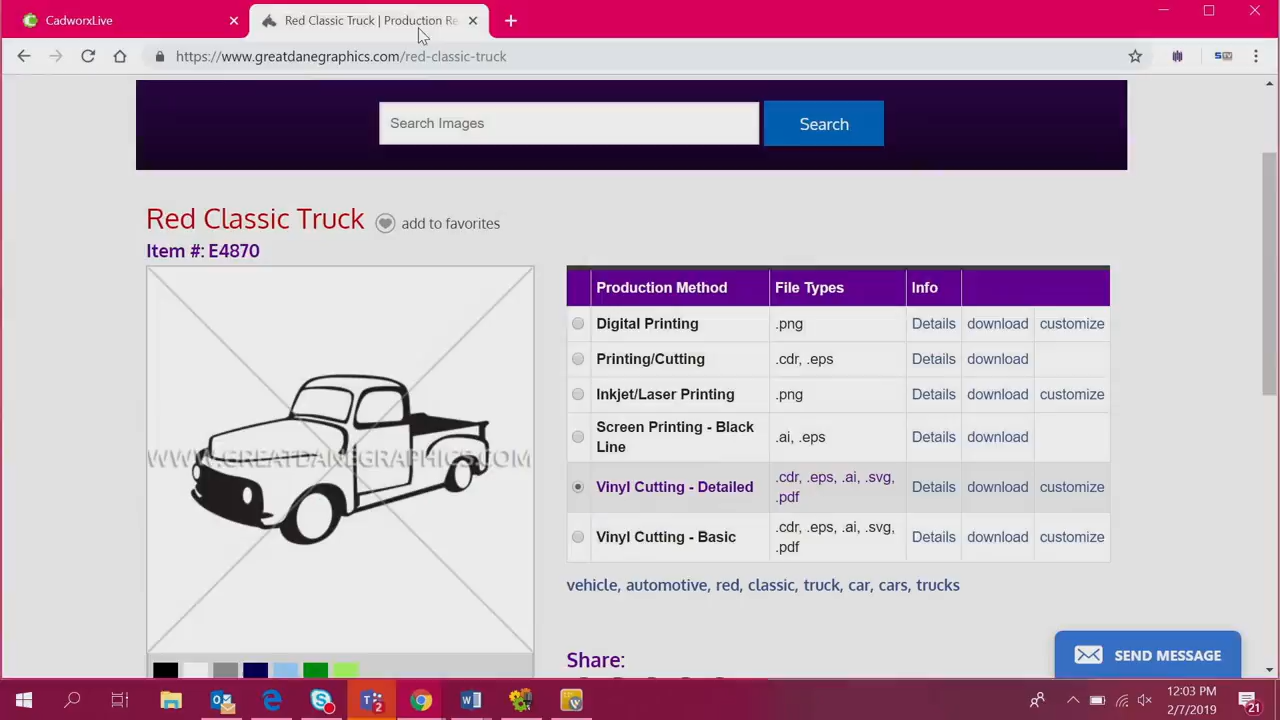 CadworxLive
Red Classic Truck | Production Re
https://www.greatdanegraphics.com/red-classic-truck
Search Images
Search
Red Classic Truck
add to favorites
Item #: E4870
WWW.GREATDANEGRAPHICS.COM
Production Method File Types Info
Digital Printing .png Details download customize
Printing/Cutting .cdr, .eps Details download
Inkjet/Laser Printing .png Details download customize
Screen Printing - Black
Line .ai, .eps Details download
Vinyl Cutting - Detailed .cdr, .eps, .ai, .svg,
.pdf Details download customize
Vinyl Cutting - Basic .cdr, .eps, .ai, .svg,
.pdf Details download customize
vehicle, automotive, red, classic, truck, car, cars, trucks
Share:
SEND MESSAGE
12:03 PM
2/7/2019
21